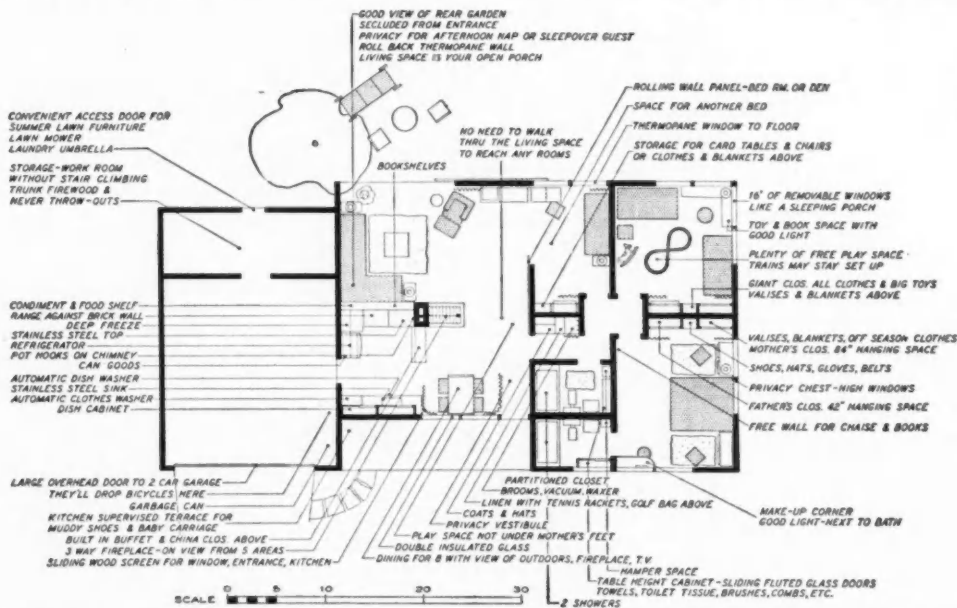 GOOD VIEW OF REAR GARDEN
SECLUDED FROM ENTRANCE
PRIVACY FOR AFTERNOON NAP OR SLEEPOVER GUEST
ROLL BACK THERMOPANE WALL
LIVING SPACE IS YOUR OPEN PORCH
CONVENIENT ACCESS DOOR FOR
SUMMER LAWN FURNITURE
LAWN MOWER
LAUNDRY UMBRELLA
STORAGE-WORK ROOM
WITHOUT STAIR CLIMBING
TRUNK FIREWOOD &
NEVER THROW-OUTS
BOOKSHELVES
NO NEED TO WALK
THRU THE LIVING SPACE
TO REACH ANY ROOMS
ROLLING WALL PANEL-BED RM. OR DEN
SPACE FOR ANOTHER BED
THERMOPANE WINDOW TO FLOOR
STORAGE FOR CARD TABLES & CHAIRS
OR CLOTHES & BLANKETS ABOVE
16" OF REMOVABLE WINDOWS
LIKE A SLEEPING PORCH
TOY & BOOK SPACE WITH
GOOD LIGHT
PLENTY OF FREE PLAY SPACE-
TRAINS MAY STAY SET UP
GIANT CLOS. ALL CLOTHES & BIG TOYS
VALISES & BLANKETS ABOVE
VALISES, BLANKETS, OFF SEASON CLOTHES
MOTHER'S CLOS. 84" HANGING SPACE
SHOES, HATS, GLOVES, BELTS
PRIVACY CHEST-HIGH WINDOWS
FATHER'S CLOS. 42" HANGING SPACE
FREE WALL FOR CHAISE & BOOKS
CONDIMENT & FOOD SHELF
RANGE AGAINST BRICK WALL
DEEP FREEZE
STAINLESS STEEL TOP
REFRIGERATOR
POT HOOKS ON CHIMNEY
CAN GOODS
AUTOMATIC DISH WASHER
STAINLESS STEEL SINK
AUTOMATIC CLOTHES WASHER
DISH CABINET
LARGE OVERHEAD DOOR TO 2 CAR GARAGE
THEY'LL DROP BICYCLES HERE
GARBAGE CAN
KITCHEN SUPERVISED TERRACE FOR
MUDDY SHOES & BABY CARRIAGE
BUILT IN BUFFET & CHINA CLOS. ABOVE
3 WAY FIREPLACE-ON VIEW FROM 5 AREAS
SLIDING WOOD SCREEN FOR WINDOW, ENTRANCE, KITCHEN
PARTITIONED CLOSET
BROOMS, VACUUM, WAXER
LINEN WITH TENNIS RACKETS, GOLF BAG ABOVE
COATS & HATS
PRIVACY VESTIBULE
PLAY SPACE NOT UNDER MOTHER'S FEET
DOUBLE INSULATED GLASS
DINING FOR 8 WITH VIEW OF OUTDOORS, FIREPLACE, T.V.
MAKE-UP CORNER
GOOD LIGHT-NEXT TO BATH
HAMPER SPACE
TABLE HEIGHT CABINET-SLIDING FLUTED GLASS DOORS
TOWELS, TOILET TISSUE, BRUSHES, COMBS, ETC.
2 SHOWERS
SCALE 0 5 10 20 30